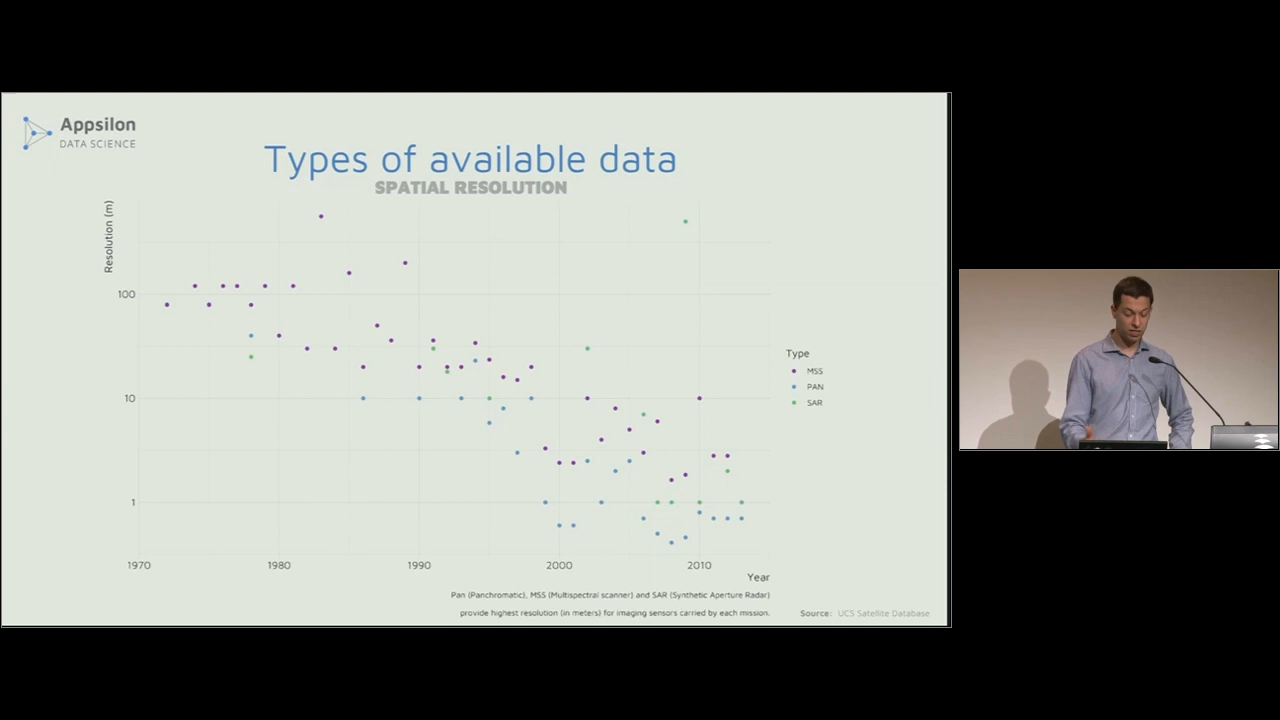 Appsilon
DATA SCIENCE
Types of available data
SPATIAL RESOLUTION
Resolution (m)
100
10
1
1970
1980
1990
2000
2010
Year
Type
MSS
PAN
SAR
Pan (Panchromatic), MSS (Multispectral scanner) and SAR (Synthetic Aperture Radar)
provide highest resolution (in meters) for imaging sensors carried by each mission.
Source: UCS Satellite Database